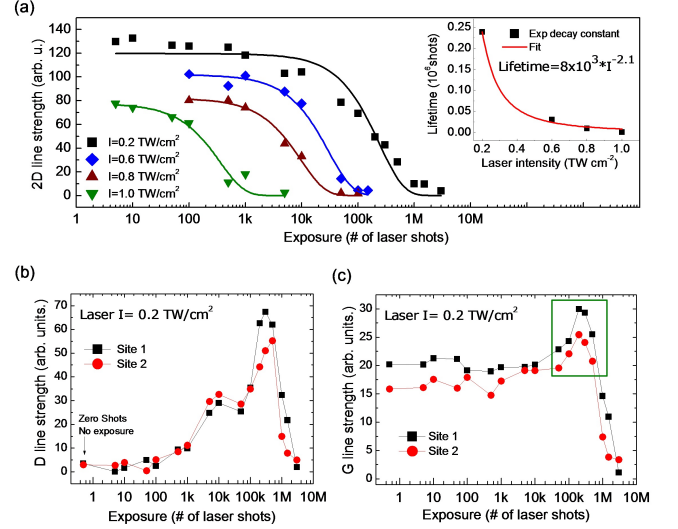 (a)
140
120
100
80
60
40
20
0
2D line strength (arb. u.)
I=0.2 TW/cm²
I=0.6 TW/cm²
I=0.8 TW/cm²
I=1.0 TW/cm²
1 10 100 1000 10k 100k 1M 10M
Exposure (# of laser shots)
0.25
0.20
0.15
0.10
0.05
0.00
Lifetime (10⁶shots)
Exp decay constant
Fit
Lifetime=8x10³*I⁻²·¹
0.2 0.4 0.6 0.8 1.0
Laser intensity (TW cm⁻²)
(b)
70
60
50
40
30
20
10
0
D line strength (arb. units.)
Laser I= 0.2 TW/cm²
Site 1
Site 2
Zero Shots
No exposure
1 10 100 1k 10k 100k 1M 10M
Exposure (# of laser shots)
(c)
30
25
20
15
10
5
0
G line strength (arb. units.)
Laser I= 0.2 TW/cm²
Site 1
Site 2
1 10 100 1k 10k 100k 1M 10M
Exposure (# of laser shots)